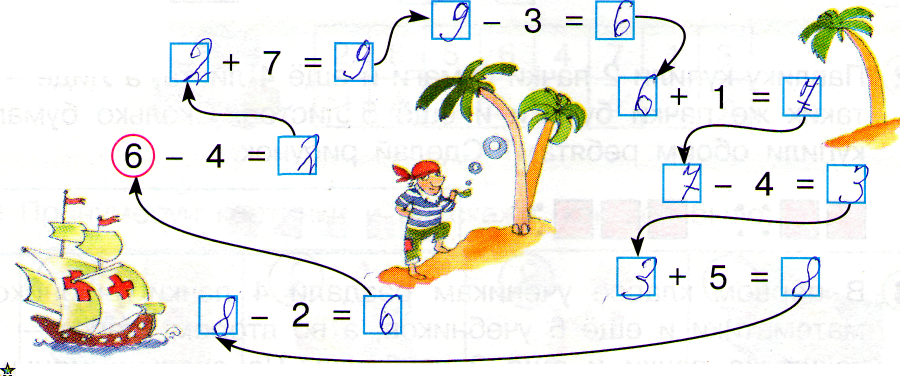 9 - 3 = 6
2 + 7 = 9
6 + 1 = 7
6 - 4 = 2
7 - 4 = 3
3 + 5 = 8
8 - 2 = 6